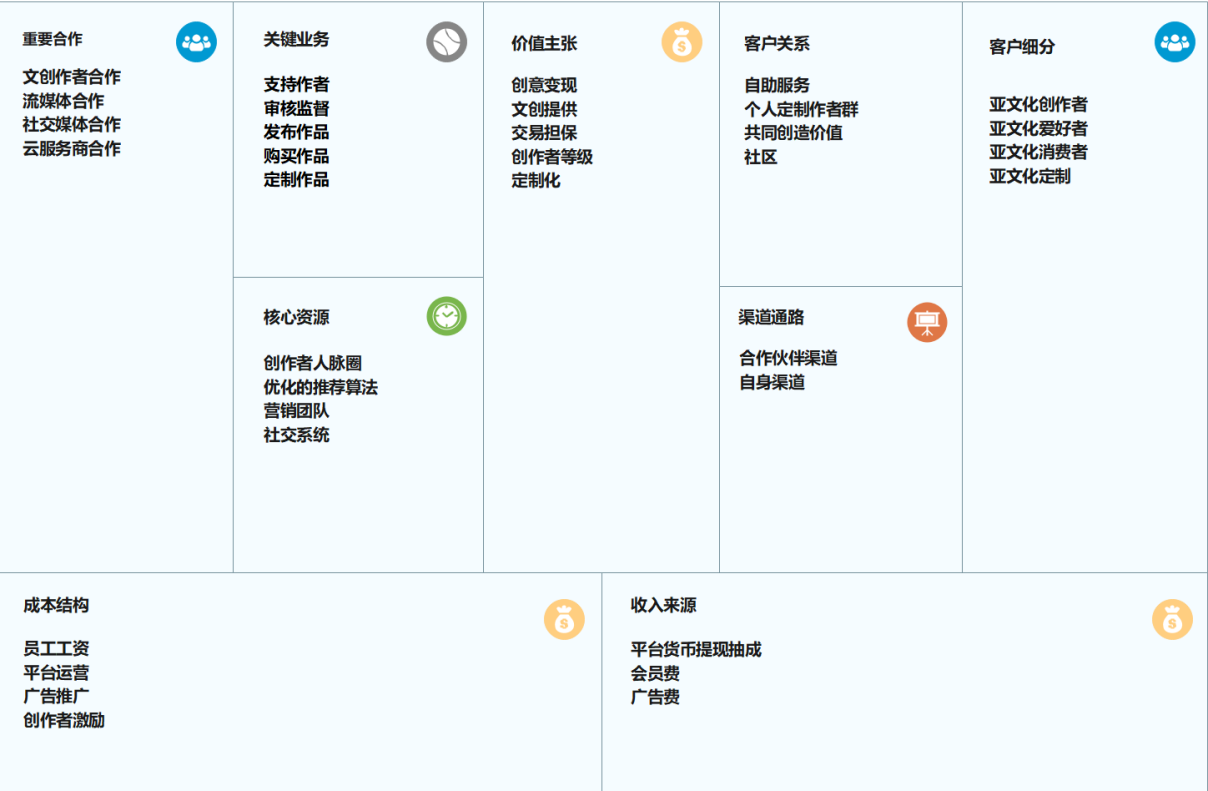 重要合作
文创作者合作
流媒体合作
社交媒体合作
云服务商合作
关键业务
支持作者
审核监督
发布作品
购买作品
定制作品
核心资源
创作者人脉圈
优化的推荐算法
营销团队
社交系统
价值主张
创意变现
文创提供
交易担保
创作者等级
定制化
客户关系
自助服务
个人定制作者群
共同创造价值
社区
渠道通路
合作伙伴渠道
自身渠道
客户细分
亚文化创作者
亚文化爱好者
亚文化消费者
亚文化定制
成本结构
员工工资
平台运营
广告推广
创作者激励
收入来源
平台货币提现抽成
会员费
广告费